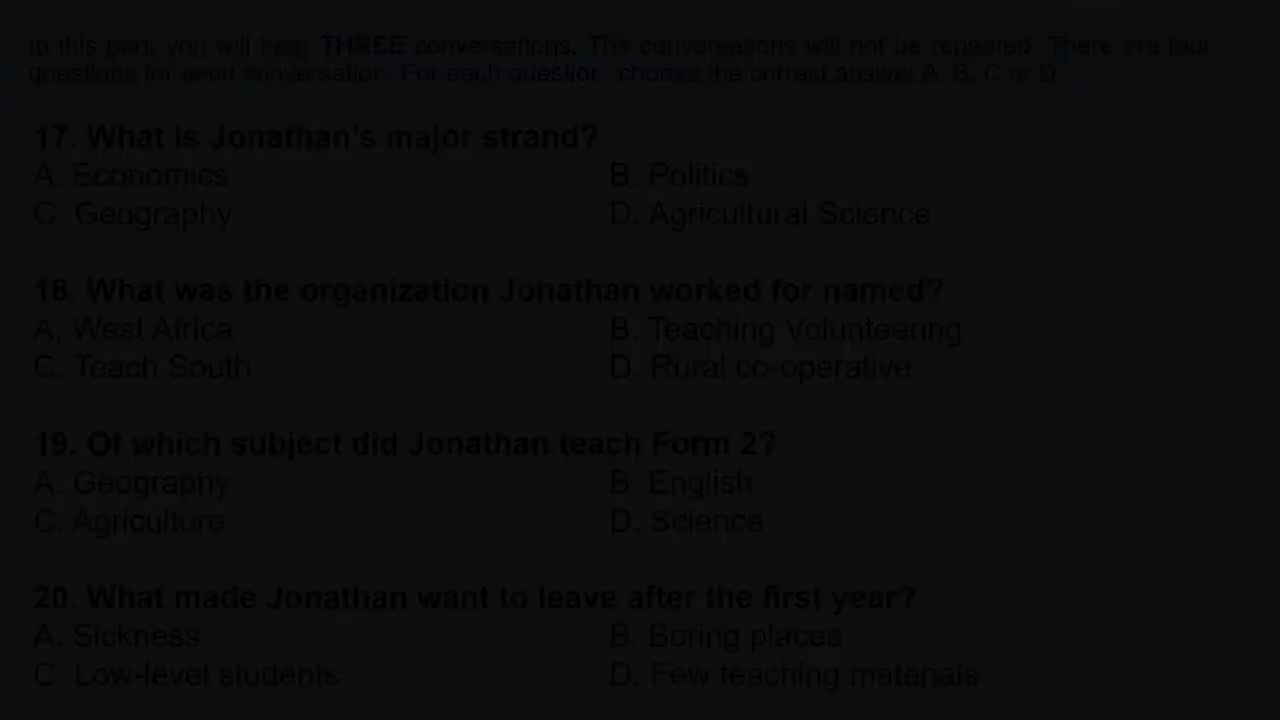 In this part, you will hear THREE conversations. The conversations will not be repeated. There are four
questions for each conversation. For each question, choose the correct answer A, B, C or D.
17. What is Jonathan's major strand?
A. Economics B. Politics
C. Geography D. Agricultural Science
18. What was the organization Jonathan worked for named?
A. West Africa B. Teaching Volunteering
C. Teach South D. Rural co-operative
19. Of which subject did Jonathan teach Form 2?
A. Geography B. English
C. Agriculture D. Science
20. What made Jonathan want to leave after the first year?
A. Sickness B. Boring places
C. Low-level students D. Few teaching materials